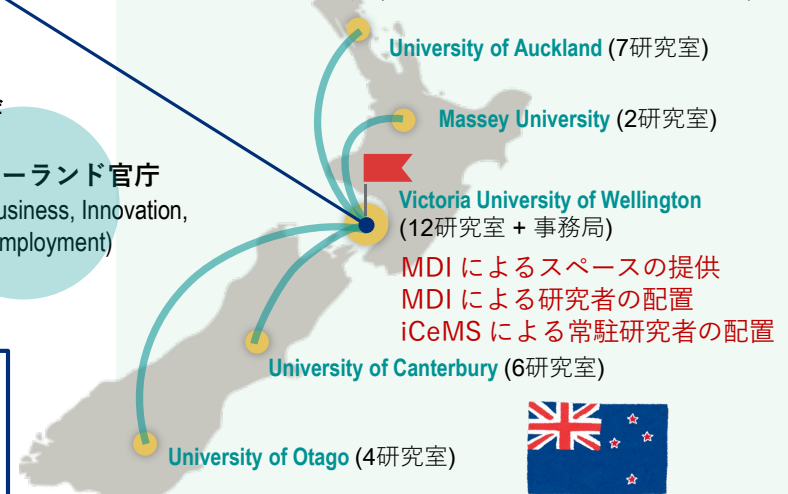 University of Auckland (7研究室)
Massey University (2研究室)
ーランド官庁
usiness, Innovation,
mployment)
Victoria University of Wellington
(12研究室 + 事務局)
MDI によるスペースの提供
MDI による研究者の配置
iCeMS による常駐研究者の配置
University of Canterbury (6研究室)
University of Otago (4研究室)